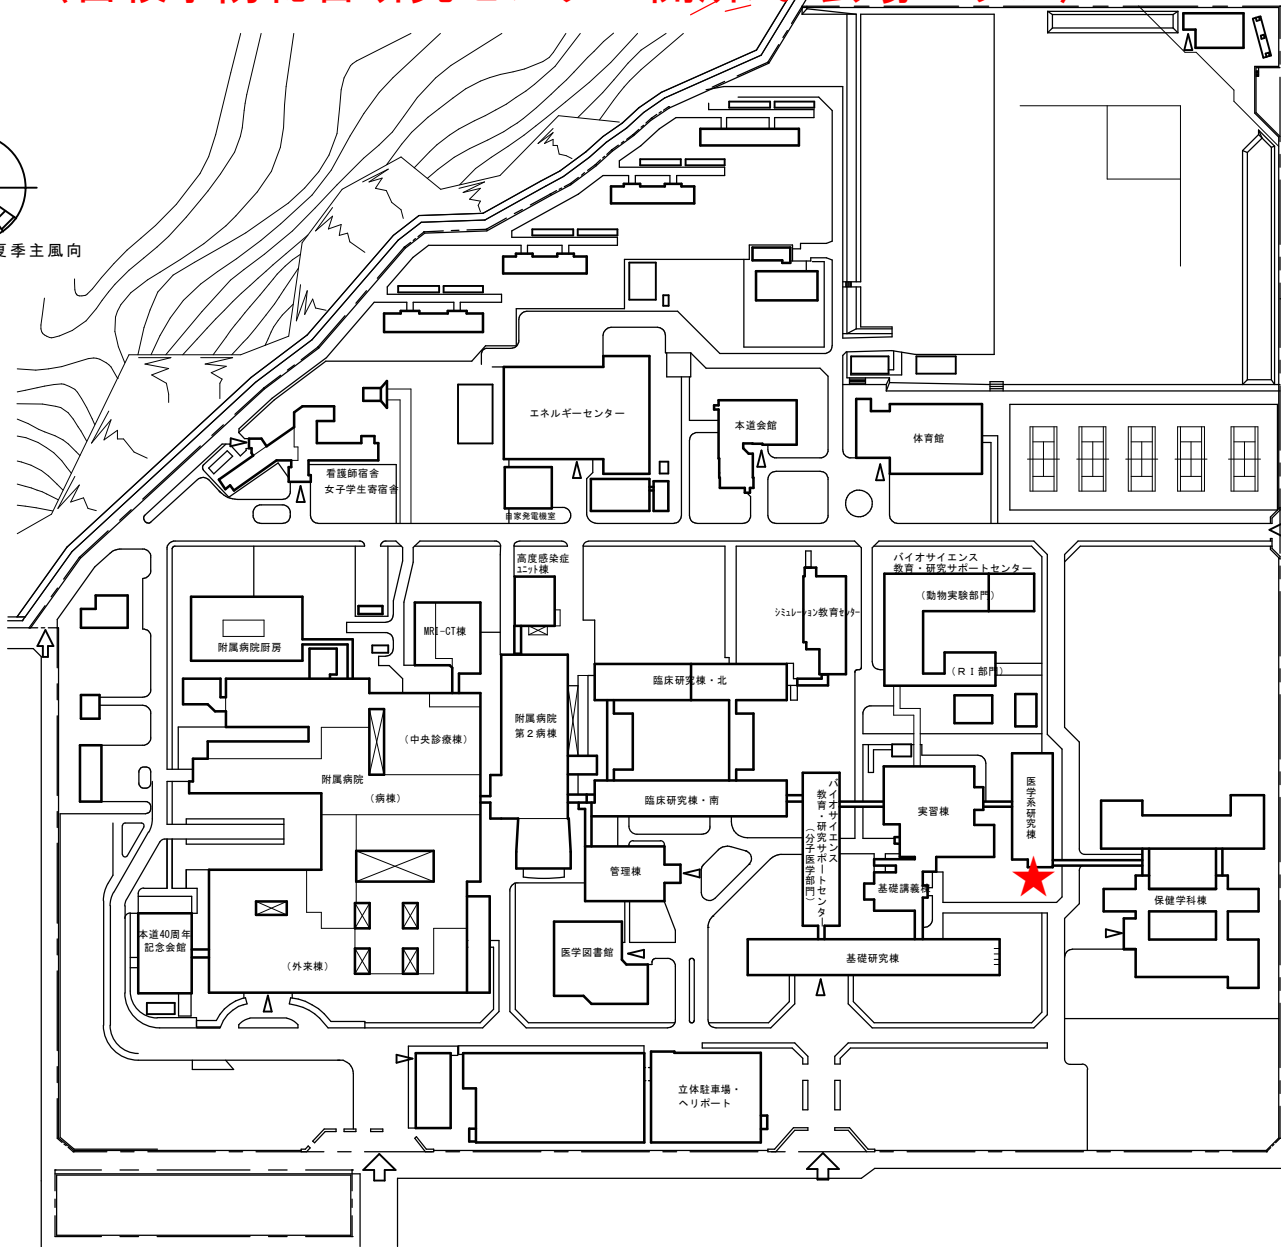 夏季主風向
エネルギーセンター
本道会館
体育館
看護師宿舎
女子学生寄宿舎
自家発電機室
高度感染症
ユニット棟
バイオサイエンス
教育・研究サポートセンター
(動物実験部門)
(RI部門)
シミュレーション教育センター
MRI-CT棟
附属病院厨房
臨床研究棟・北
附属病院
第2病棟
(中央診療棟)
附属病院
(病棟)
臨床研究棟・南
バイオサイエンス
教育・研究サポートセンター
(分子医学部門)
実習棟
医学系研究棟
管理棟
基礎講義棟
保健学科棟
本道40周年
記念会館
(外来棟)
医学図書館
基礎研究棟
立体駐車場・
ヘリポート